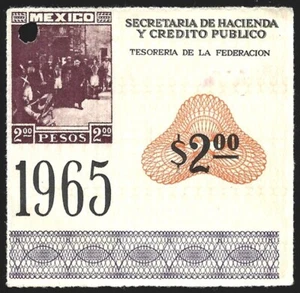 MEXICO
2.00 PESOS 2.00
1965
SECRETARIA DE HACIENDA
Y CREDITO PUBLICO
TESORERIA DE LA FEDERACION
$2.00